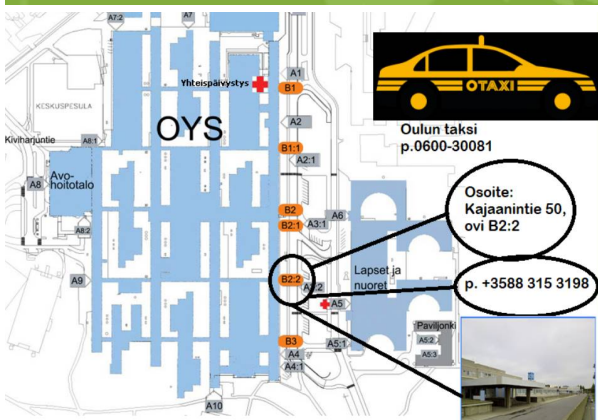 A7:2
A7
OYS
Yhteispäivystys
A1
B1
KESKUSPESULA
A2
Kiviharjuntie
A8:1
B1:1
A2:1
Oulun taksi
p.0600-30081
OTAXI
A8
Avo-
hoitotalo
A8:2
B2
B2:1
A3:1
A6
Osoite:
Kajaanintie 50,
ovi B2:2
A9
B2:2
Lapset ja
nuoret
A5
p. +3588 315 3198
B3
A4
A4:1
A5:1
Paviljonki
A5:2
A5:3
A10